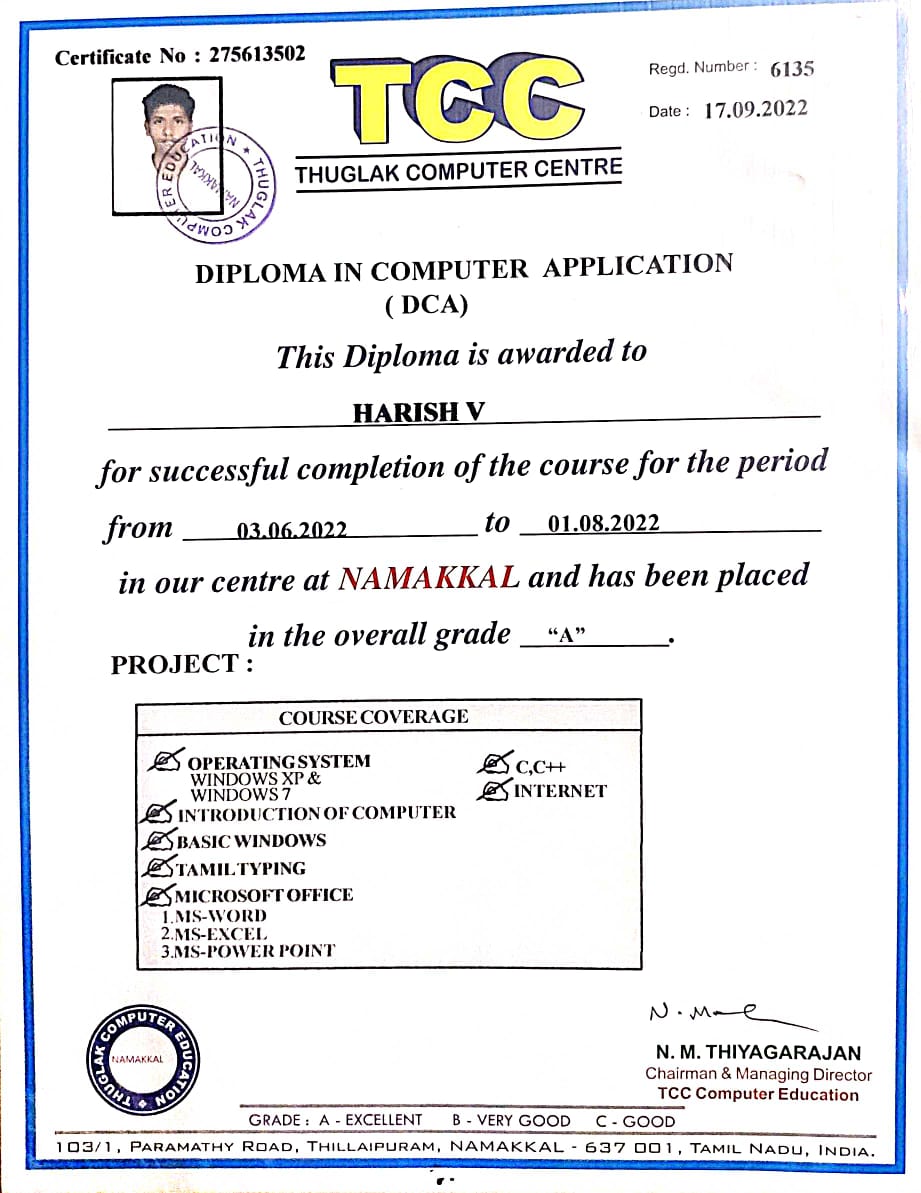 Certificate No : 275613502
TCC
THUGLAK COMPUTER CENTRE
Regd. Number : 6135
Date : 17.09.2022
THUGLAK COMPUTER EDUCATION
NAMAKKAL
DIPLOMA IN COMPUTER APPLICATION
( DCA)
This Diploma is awarded to
HARISH V
for successful completion of the course for the period
from 03.06.2022 to 01.08.2022
in our centre at NAMAKKAL and has been placed
in the overall grade “A” .
PROJECT :
COURSE COVERAGE
OPERATING SYSTEM
WINDOWS XP &
WINDOWS 7
INTRODUCTION OF COMPUTER
BASIC WINDOWS
TAMIL TYPING
MICROSOFT OFFICE
1.MS-WORD
2.MS-EXCEL
3.MS-POWER POINT
C,C++
INTERNET
THUGLAK COMPUTER EDUCATION
NAMAKKAL
N. M. THIYAGARAJAN
Chairman & Managing Director
TCC Computer Education
GRADE : A - EXCELLENT B - VERY GOOD C - GOOD
103/1, PARAMATHY ROAD, THILLAIPURAM, NAMAKKAL - 637 001, TAMIL NADU, INDIA.